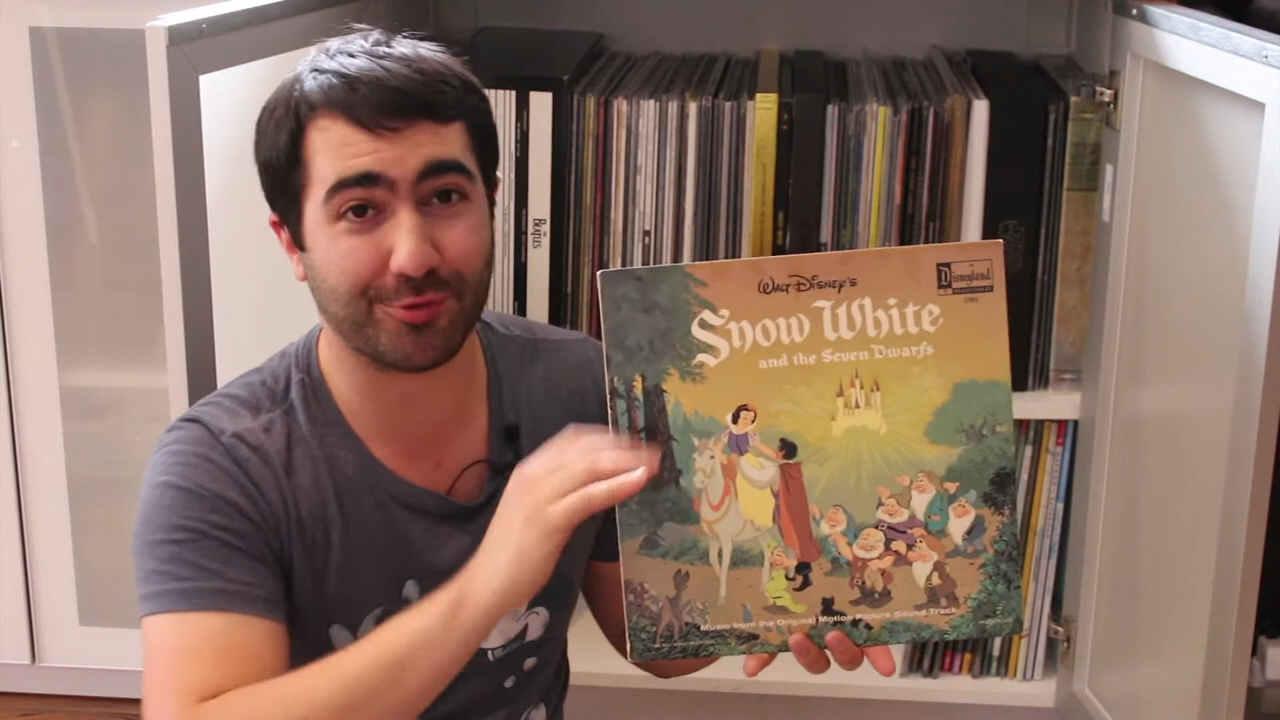 THE
BEATLES
WALT DISNEY'S
Disneyland
Snow White
and the Seven Dwarfs
Music from the Original Motion Picture Sound Track